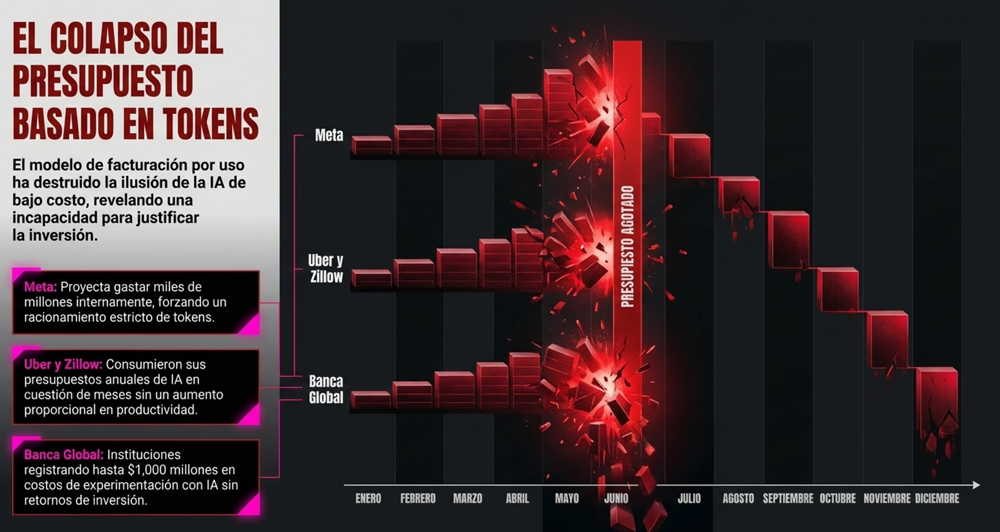 EL COLAPSO DEL
PRESUPUESTO
BASADO EN TOKENS
El modelo de facturación por uso
ha destruido la ilusión de la IA de
bajo costo, revelando una
incapacidad para justificar
la inversión.
Meta: Proyecta gastar miles de
millones internamente, forzando un
racionamiento estricto de tokens.
Uber y Zillow: Consumieron sus
presupuestos anuales de IA en
cuestión de meses sin un aumento
proporcional en productividad.
Banca Global: Instituciones
registrando hasta $1,000 millones en
costos de experimentación con IA sin
retornos de inversión.
Meta
Uber y
Zillow
Banca
Global
PRESUPIESTO AGOTADO
ENERO FEBRERO MARZO ABRIL MAYO JUNIO JULIO AGOSTO SEPTIEMBRE OCTUBRE NOVIEMBRE DICIEMBRE